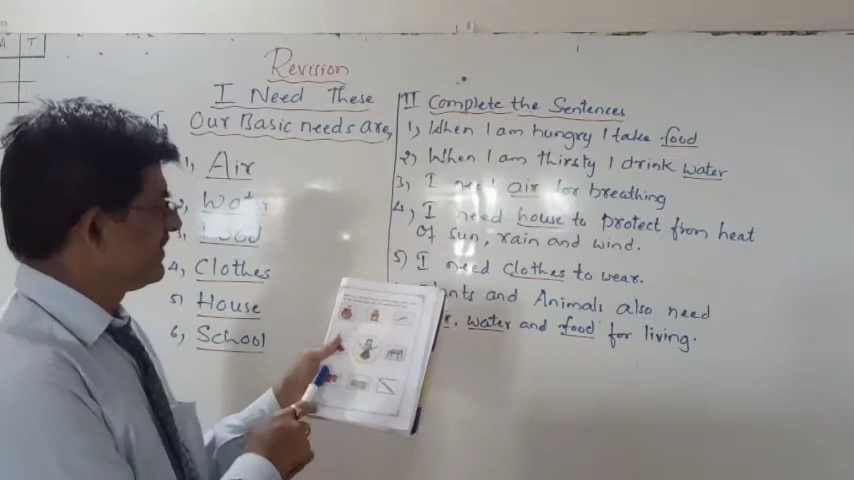 A T
Revision
I Need These
I. Our Basic needs are,
1, Air
2, Water
3, Food
4, Clothes
5, House
6, School
II Complete the Sentences
1, When I am hungry I take food
2, When I am thirsty I drink water
3, I need air for breathing
4, I need house to protect from heat
of sun, rain and wind.
5) I need clothes to wear.
Plants and Animals also need
, water and food for living.